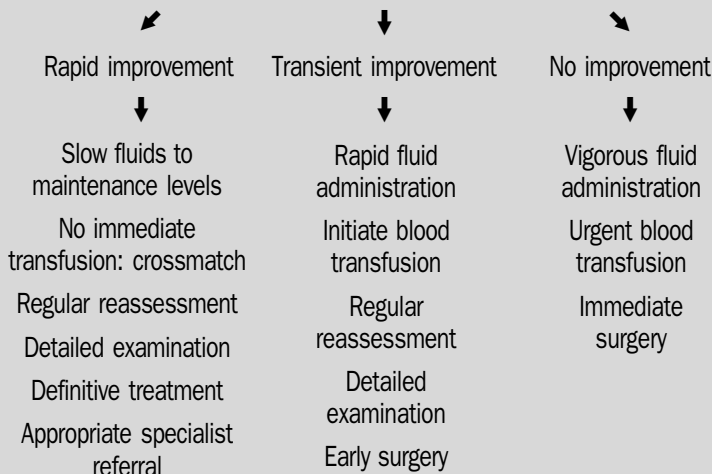 Rapid improvement
Slow fluids to
maintenance levels
No immediate
transfusion: crossmatch
Regular reassessment
Detailed examination
Definitive treatment
Appropriate specialist
referral
Transient improvement
Rapid fluid
administration
Initiate blood
transfusion
Regular
reassessment
Detailed
examination
Early surgery
No improvement
Vigorous fluid
administration
Urgent blood
transfusion
Immediate
surgery